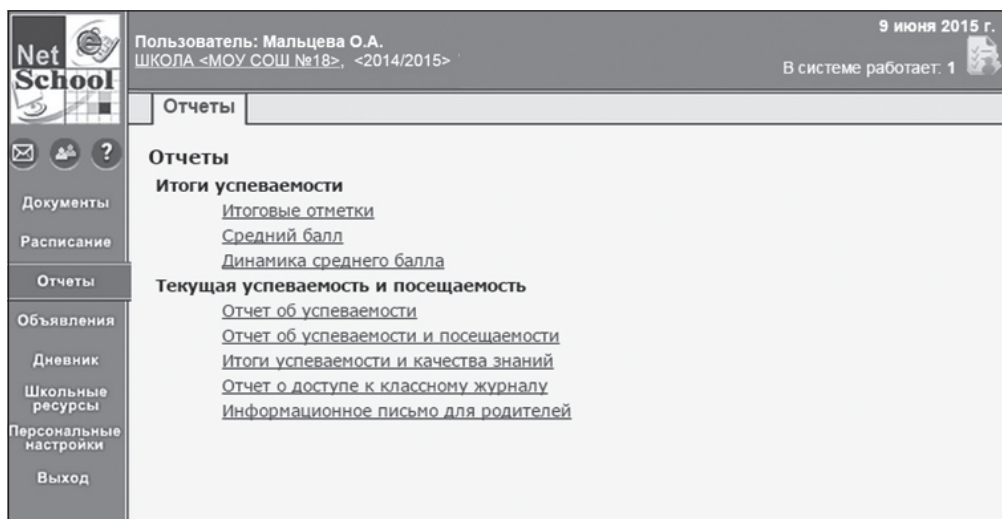 Net
School
Пользователь: Мальцева О.А.
ШКОЛА <МОУ СОШ №18>, <2014/2015>
9 июня 2015 г.
В системе работает: 1
Отчеты
?
Документы
Расписание
Отчеты
Объявления
Дневник
Школьные
ресурсы
Персональные
настройки
Выход
Отчеты
Итоги успеваемости
Итоговые отметки
Средний балл
Динамика среднего балла
Текущая успеваемость и посещаемость
Отчет об успеваемости
Отчет об успеваемости и посещаемости
Итоги успеваемости и качества знаний
Отчет о доступе к классному журналу
Информационное письмо для родителей